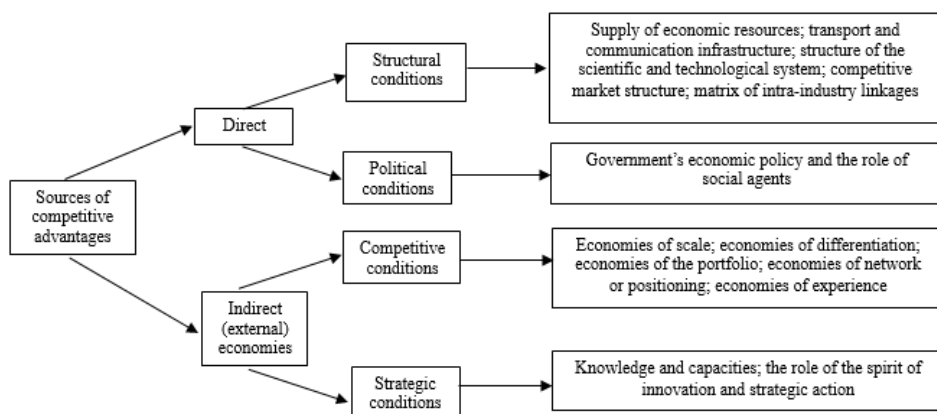 Sources of
competitive
advantages
Direct
Structural
conditions
Supply of economic resources; transport and
communication infrastructure; structure of the
scientific and technological system; competitive
market structure; matrix of intra-industry linkages
Political
conditions
Government's economic policy and the role of
social agents
Indirect
(external)
economies
Competitive
conditions
Economies of scale; economies of differentiation;
economies of the portfolio; economies of network
or positioning; economies of experience
Strategic
conditions
Knowledge and capacities; the role of the spirit of
innovation and strategic action